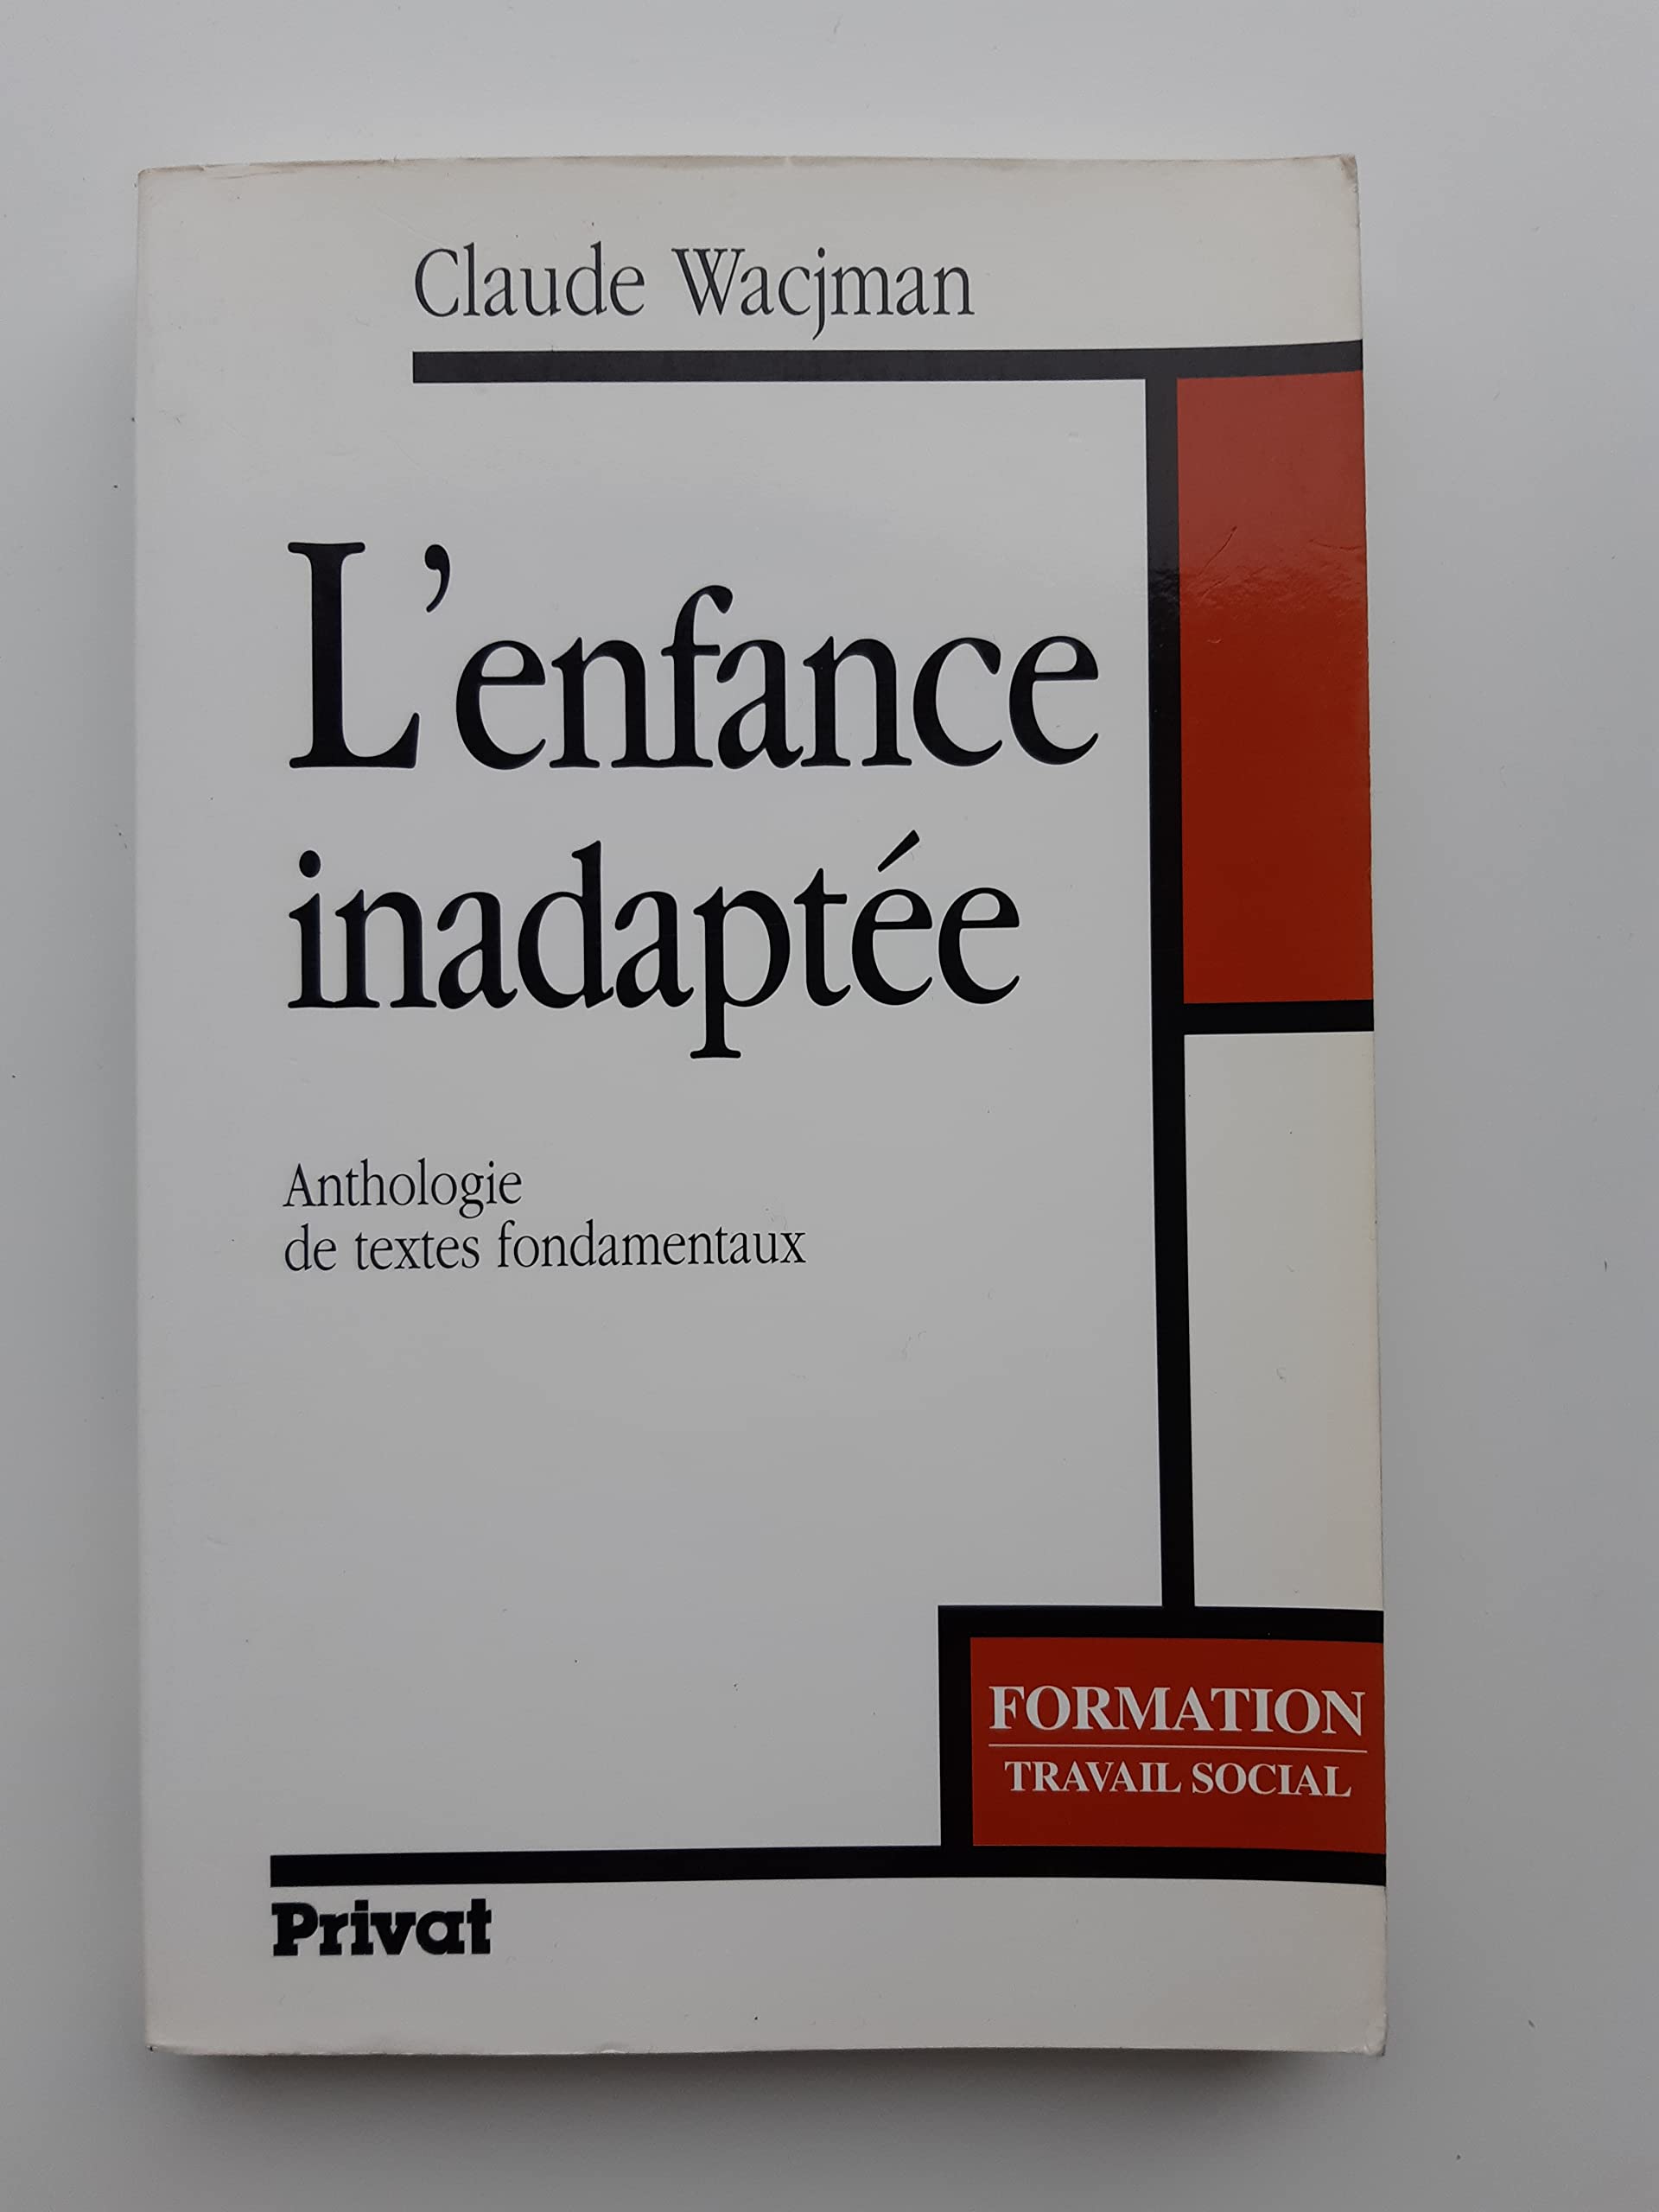 Claude Wacjman
L'enfance
inadaptée
Anthologie
de textes fondamentaux
FORMATION
TRAVAIL SOCIAL
Privat